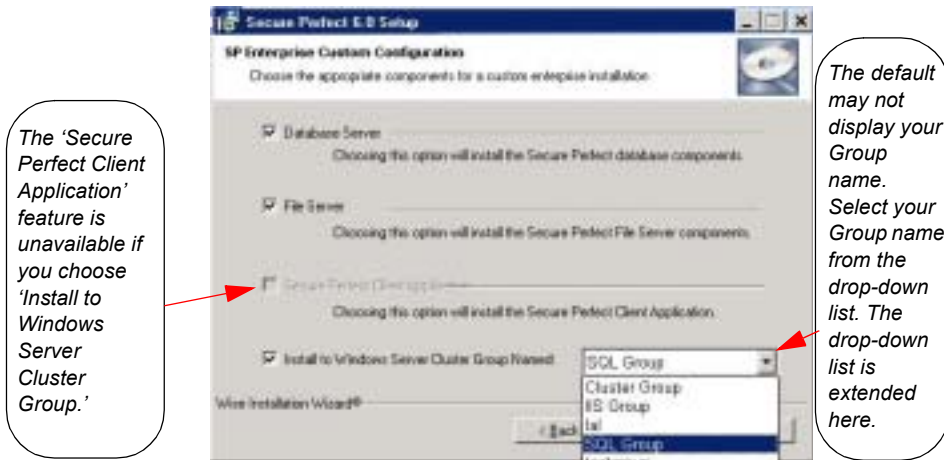 Secure Perfect 6.0 Setup
SP Enterprise Custom Configuration
Choose the appropriate components for a custom enterprise installation
The 'Secure
Perfect Client
Application'
feature is
unavailable if
you choose
'Install to
Windows
Server
Cluster
Group.'
Database Server
Choosing this option will install the Secure Perfect database components.
File Server
Choosing this option will install the Secure Perfect File Server components.
Secure Perfect Client Application
Choosing this option will install the Secure Perfect Client Application.
Install to Windows Server Cluster Group Named:
SQL Group
Cluster Group
IIS Group
SQL Group
Wise Installation Wizard®
< Back
The default
may not
display your
Group
name.
Select your
Group name
from the
drop-down
list. The
drop-down
list is
extended
here.